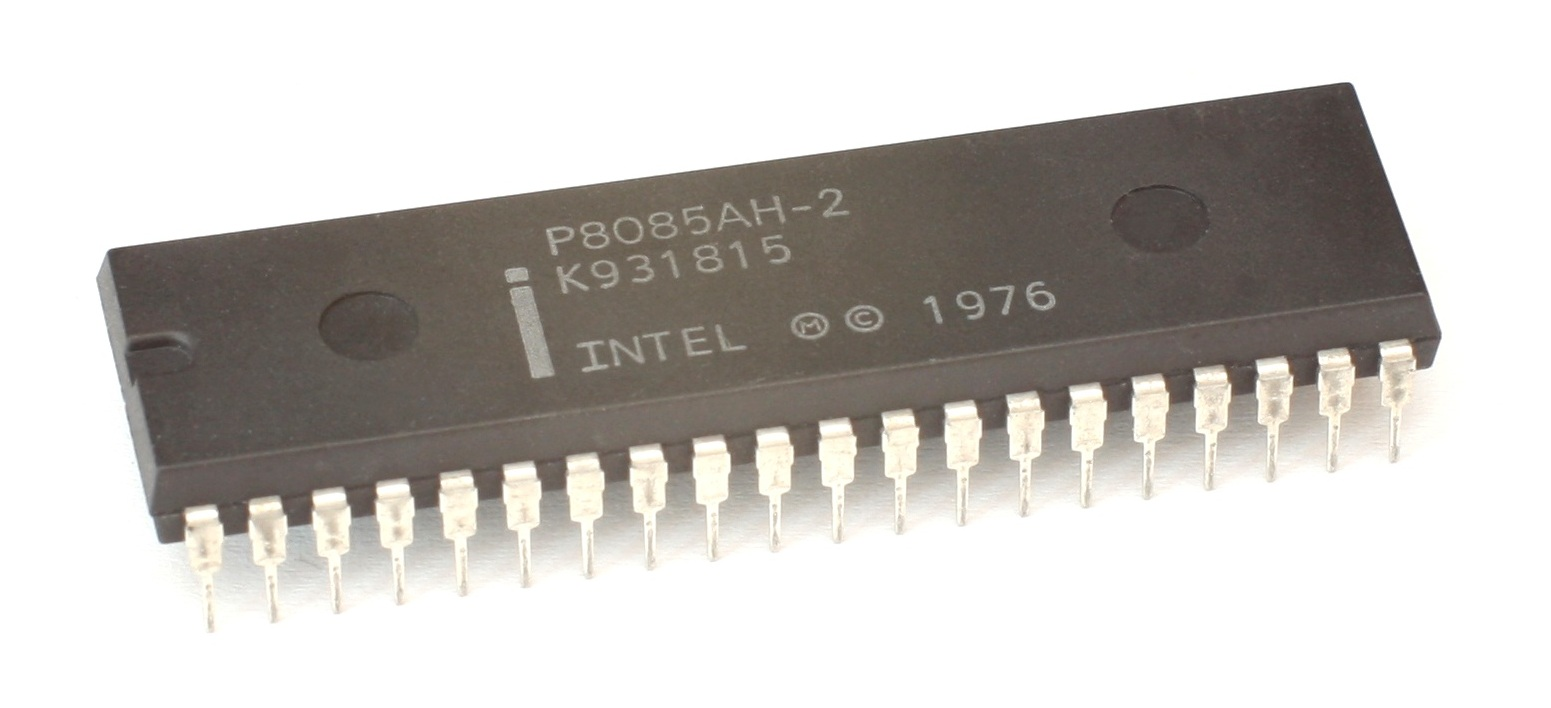 P8085AH-2
K931815
i INTEL Ⓜ © 1976